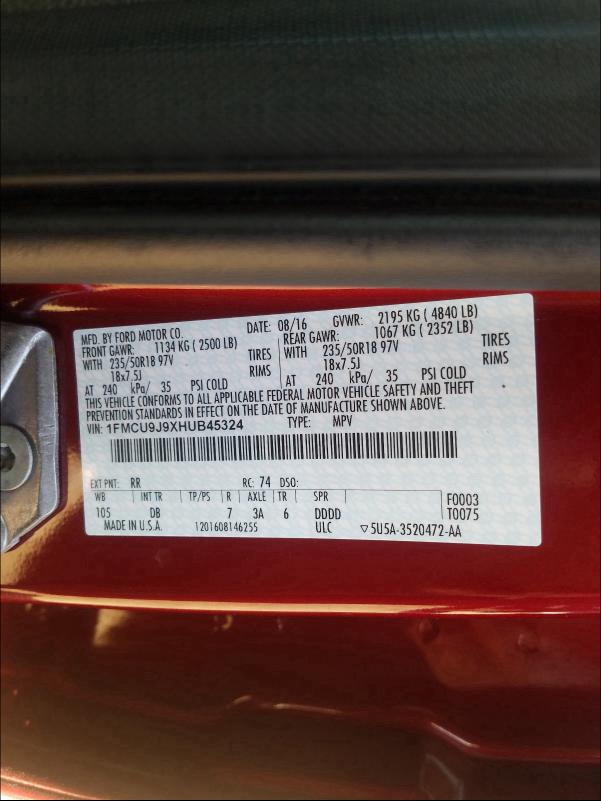 MFD. BY FORD MOTOR CO. DATE: 08/16 GVWR: 2195 KG ( 4840 LB)
FRONT GAWR: 1134 KG ( 2500 LB) REAR GAWR: 1067 KG ( 2352 LB)
WITH 235/50R18 97V TIRES WITH 235/50R18 97V TIRES
18x7.5J RIMS 18x7.5J RIMS
AT 240 kPa/ 35 PSI COLD AT 240 kPa/ 35 PSI COLD
THIS VEHICLE CONFORMS TO ALL APPLICABLE FEDERAL MOTOR VEHICLE SAFETY AND THEFT
PREVENTION STANDARDS IN EFFECT ON THE DATE OF MANUFACTURE SHOWN ABOVE.
VIN: 1FMCU9J9XHUB45324 TYPE: MPV
EXT PNT: RR RC: 74 DSO:
WB INT TR TP/PS R AXLE TR SPR F0003
105 DB 7 3A 6 DDDD T0075
MADE IN U.S.A. 1201608146255 ULC ▽5U5A-3520472-AA